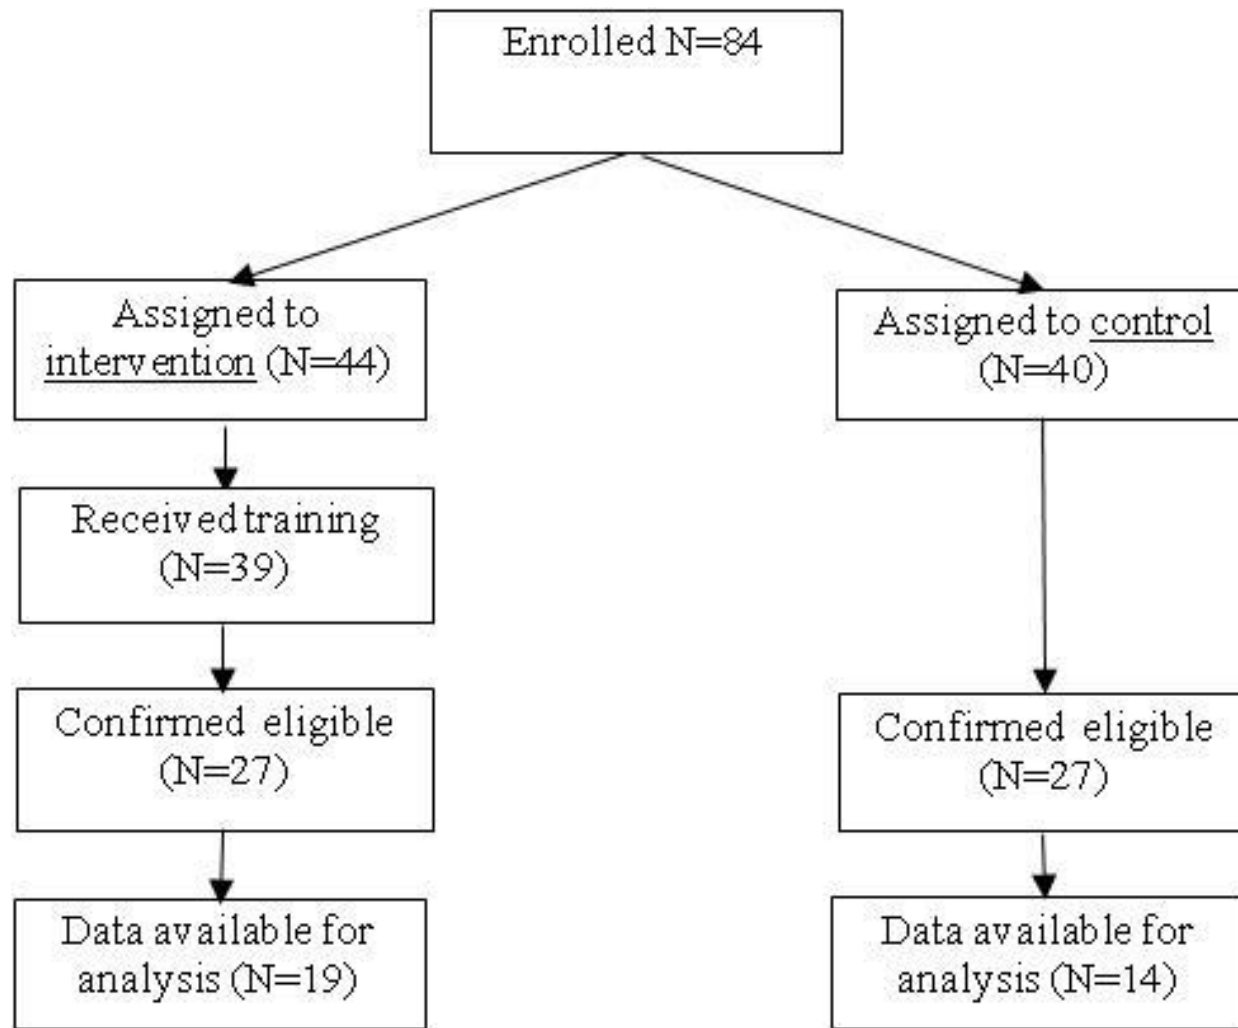 Enrolled N=84
Assigned to
intervention (N=44)
Assigned to control
(N=40)
Received training
(N=39)
Confirmed eligible
(N=27)
Confirmed eligible
(N=27)
Data available for
analysis (N=19)
Data available for
analysis (N=14)